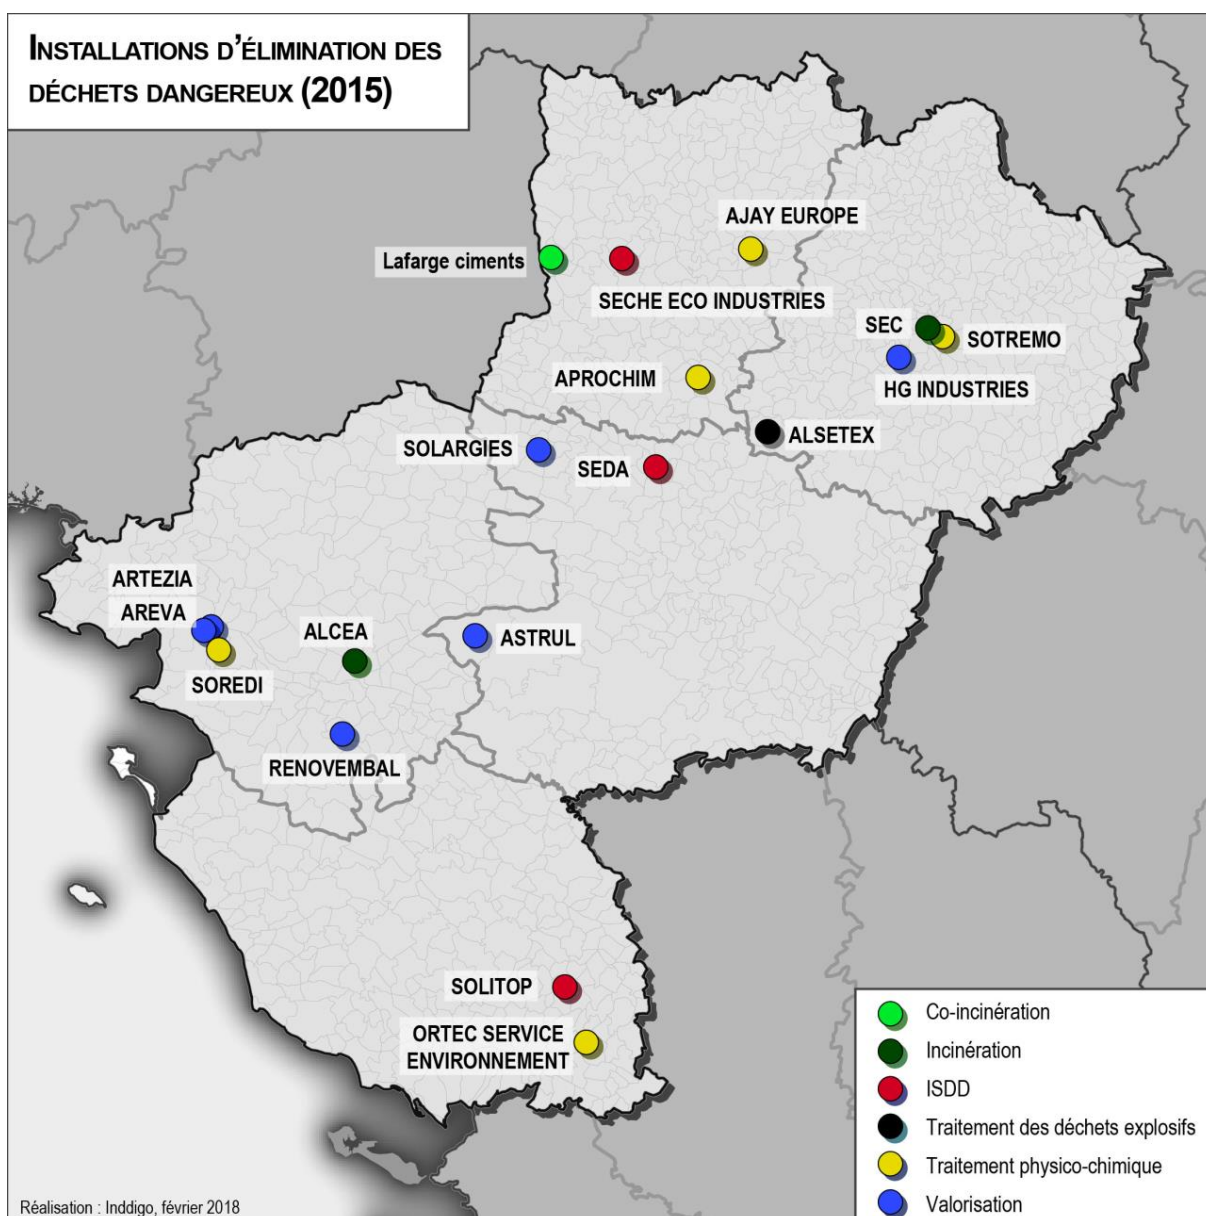 INSTALLATIONS D'ÉLIMINATION DES
DÉCHETS DANGEREUX (2015)
AJAY EUROPE
Lafarge ciments
SECHE ECO INDUSTRIES
SEC
SOTREMO
HG INDUSTRIES
APROCHIM
ALSETEX
SOLARGIES
SEDA
ARTEZIA
AREVA
ALCEA
ASTRUL
SOREDI
RENOVEMBAL
SOLITOP
ORTEC SERVICE
ENVIRONNEMENT
Co-incinération
Incinération
ISDD
Traitement des déchets explosifs
Traitement physico-chimique
Valorisation
Réalisation : Inddigo, février 2018